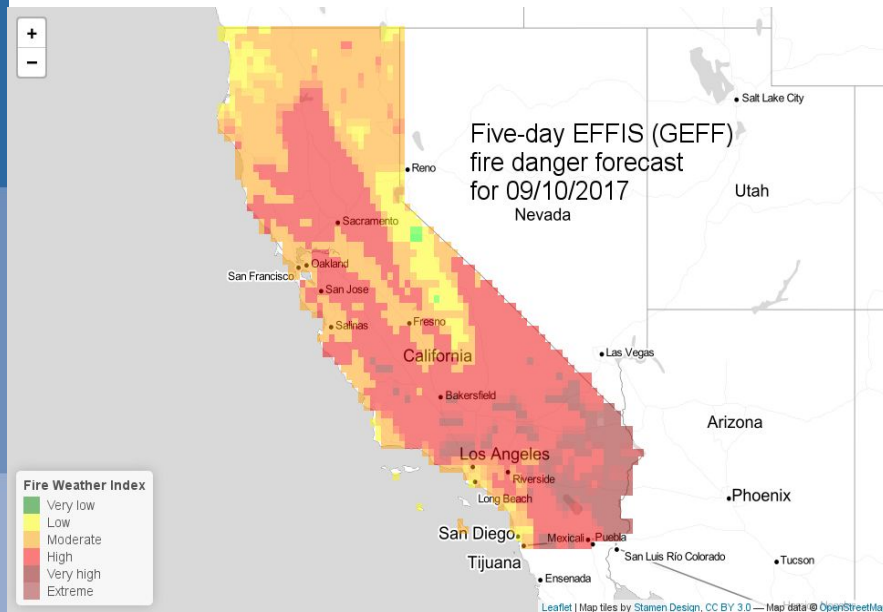 +
−
Salt Lake City
Five-day EFFIS (GEFF)
fire danger forecast
for 09/10/2017
Reno
Utah
Nevada
Sacramento
Oakland
San Francisco
San Jose
Salinas
Fresno
California
Las Vegas
Bakersfield
Arizona
Los Angeles
Riverside
Long Beach
Phoenix
San Diego
Mexicali
Puebla
Tijuana
San Luis Río Colorado
Tucson
Ensenada
Fire Weather Index
Very low
Low
Moderate
High
Very high
Extreme
Leaflet | Map tiles by Stamen Design, CC BY 3.0 — Map data © OpenStreetMa